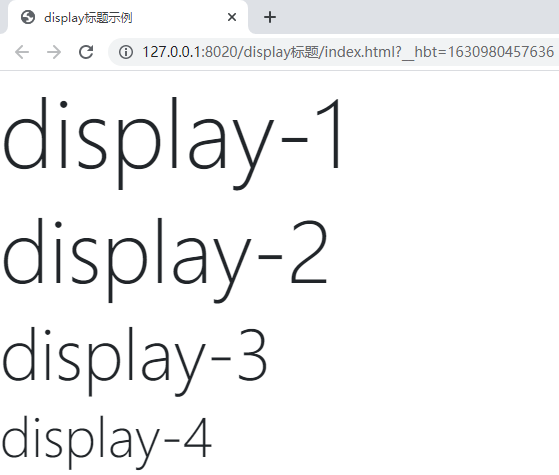 display标题示例
127.0.0.1:8020/display标题/index.html?__hbt=1630980457636
display-1
display-2
display-3
display-4